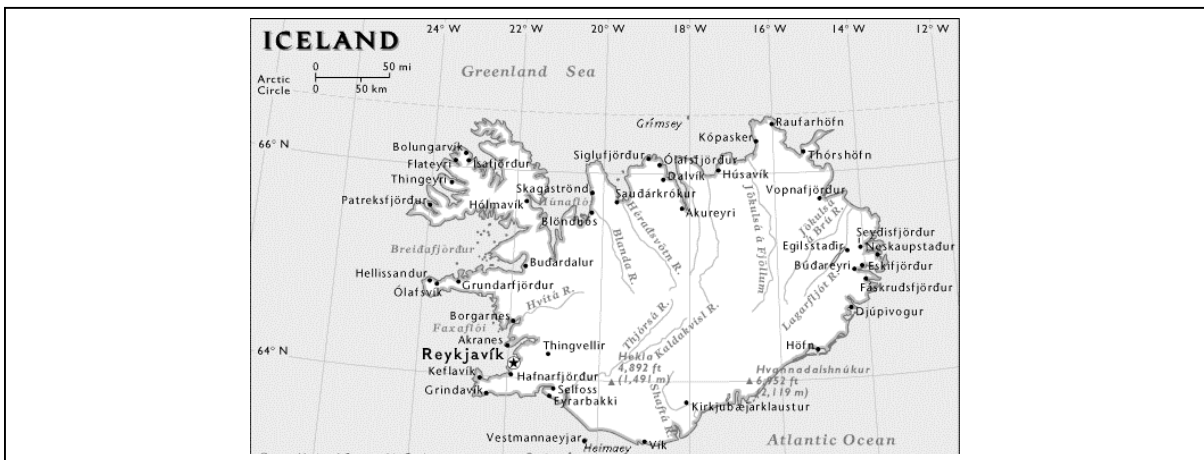 24° W
22° W
20° W
18° W
16° W
14° W
12° W
ICELAND
0 50 mi
0 50 km
Arctic
Circle
Greenland Sea
Grímsey
Raufarhöfn
Kópasker
66° N
Bolungarvík
Flateyri
Ísafjörður
Siglufjörður
Ólafsfjörður
Thórshöfn
Thingeyri
Dalvík
Húsavík
Skagaströnd
Sauðárkrókur
Vopnafjörður
Patreksfjörður
Hólmavík
Húnaflói
Akureyri
Blönduós
Héraðsvötn R.
Jökulsá á Fjöllum
Jökulsá
á Brú R.
Seyðisfjörður
Breiðafjörður
Blanda R.
Egilsstaðir
Neskaupstaður
Búðardalur
Búðareyri
Eskifjörður
Hellissandur
Grundarfjörður
Fáskrúðsfjörður
Ólafsvík
Hvítá R.
Lagarfljót R.
Djúpivogur
Borgarnes
Thjórsá R.
Kaldakvísl R.
Faxaflói
Akranes
Thingvellir
Höfn
64° N
Reykjavík
Hekla
4,892 ft
(1,491 m)
Hvannadalshnúkur
6,952 ft
(2,119 m)
Keflavík
Hafnarfjörður
Grindavík
Selfoss
Eyrarbakki
Skaftá R.
Kirkjubæjarklaustur
Vestmannaeyjar
Heimaey
Vík
Atlantic Ocean